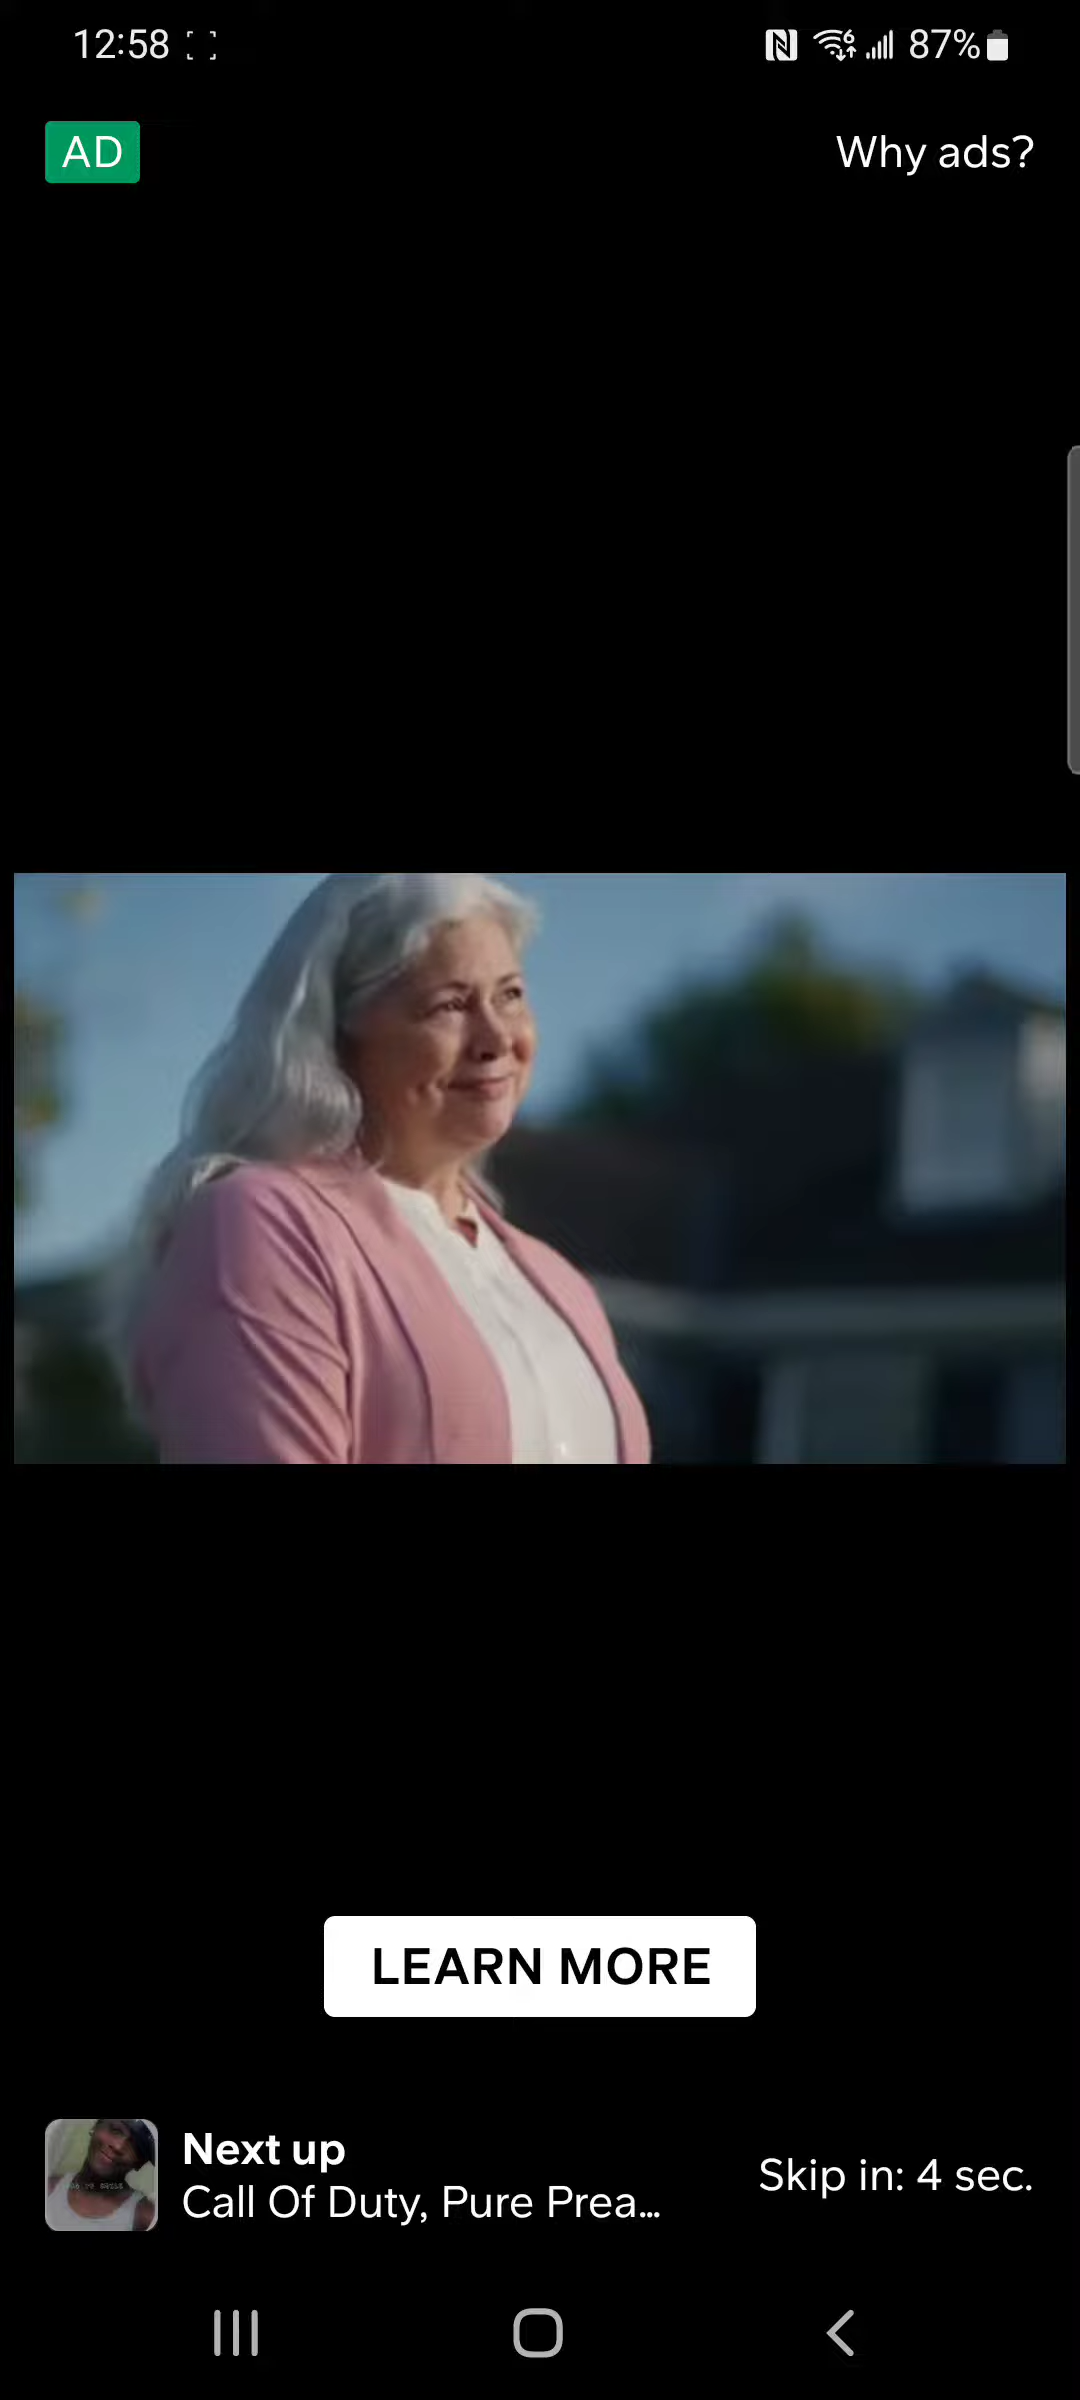 12:58
6
87%
AD
Why ads?
LEARN MORE
Next up
Call Of Duty, Pure Prea...
Skip in: 4 sec.